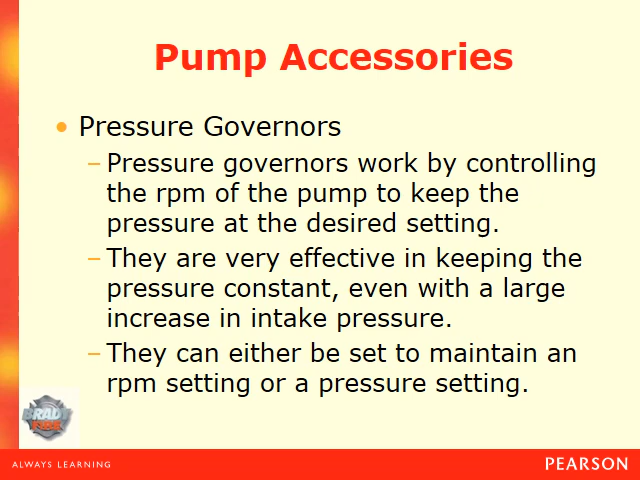 Pump Accessories
• Pressure Governors
– Pressure governors work by controlling
the rpm of the pump to keep the
pressure at the desired setting.
– They are very effective in keeping the
pressure constant, even with a large
increase in intake pressure.
– They can either be set to maintain an
rpm setting or a pressure setting.
BRADY
FIRE
ALWAYS LEARNING
PEARSON